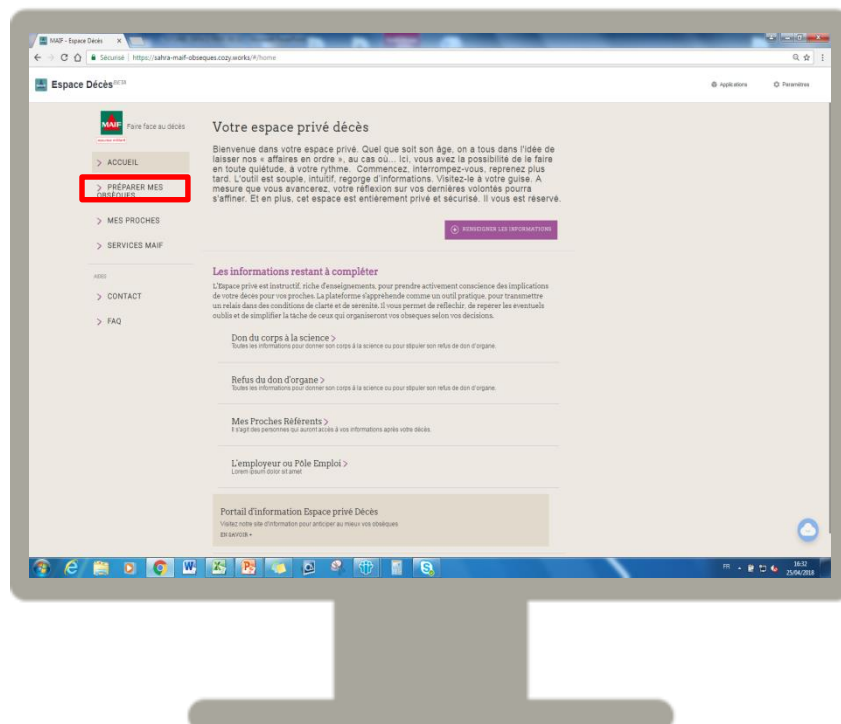 MAIF - Espace Décès
Sécurisé | https://sahra-maif-obseques.cozy.works/#/home
Espace Décès
Applications
Paramètres
MAIF
Faire face au décès
> ACCUEIL
> PRÉPARER MES
OBSÈQUES
> MES PROCHES
> SERVICES MAIF
> CONTACT
> FAQ
Votre espace privé décès
Bienvenue dans votre espace privé. Quel que soit son âge, on a tous dans l'idée de
laisser nos « affaires en ordre », au cas où... Ici, vous avez la possibilité de le faire
en toute quiétude, à votre rythme. Commencez, interrompez-vous, reprenez plus
tard. L'outil est souple, intuitif, regorge d'informations. Visitez-le à votre guise. A
mesure que vous avancerez, votre réflexion sur vos dernières volontés pourra
s'affiner. Et en plus, cet espace est entièrement privé et sécurisé. Il vous est réservé.
RENSEIGNER LES INFORMATIONS
Les informations restant à compléter
L'Espace privé est instructif, riche d'enseignements, pour prendre activement conscience des implications
de votre décès pour vos proches. La plateforme s'appréhende comme un outil pratique, pour transmettre
un relais dans des conditions de clarté et de sérénité. Il vous permet de réfléchir, de repérer les éventuels
oublis et de simplifier la tâche de ceux qui organiseront vos obsèques selon vos décisions.
Don du corps à la science >
Toutes les informations pour donner son corps à la science ou pour stipuler son refus de don d'organe.
Refus du don d'organe >
Toutes les informations pour donner son corps à la science ou pour stipuler son refus de don d'organe.
Mes Proches Référents >
Il s'agit des personnes qui auront accès à vos informations après votre décès.
L'employeur ou Pôle Emploi >
Lorem ipsum dolor sit amet
Portail d'information Espace privé Décès
Visitez notre site d'information pour anticiper au mieux vos obsèques
EN SAVOIR +
FR
16:32
25/04/2018